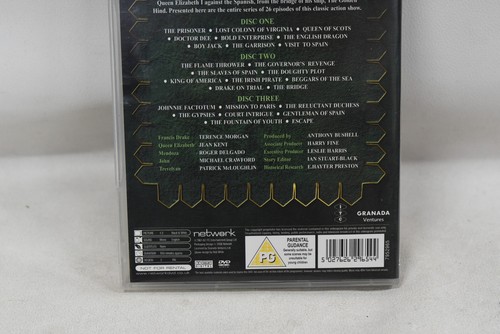 Queen Elizabeth I against the Spanish, from the bridge of his ship, The Golden
Hind. Presented here are the entire series of 26 episodes of this classic action show.
DISC ONE
THE PRISONER • LOST COLONY OF VIRGINIA • QUEEN OF SCOTS
• DOCTOR DEE • BOLD ENTERPRISE • THE ENGLISH DRAGON
• BOY JACK • THE GARRISON • VISIT TO SPAIN
DISC TWO
THE FLAME THROWER • THE GOVERNOR'S REVENGE
• THE SLAVES OF SPAIN • THE DOUGHTY PLOT
• KING OF AMERICA • THE IRISH PIRATE • BEGGARS OF THE SEA
• DRAKE ON TRIAL • THE BRIDGE
DISC THREE
JOHNNIE FACTOTUM • MISSION TO PARIS • THE RELUCTANT DUCHESS
• THE GYPSIES • COURT INTRIGUE • GENTLEMAN OF SPAIN
• THE FOUNTAIN OF YOUTH • ESCAPE
Francis Drake TERENCE MORGAN Produced by ANTHONY BUSHELL
Queen Elizabeth JEAN KENT Associate Producer HARRY FINE
Mendoza ROGER DELGADO Executive Producer LESLIE HARRIS
John MICHAEL CRAWFORD Story Editor IAN STUART-BLACK
Trevelyan PATRICK McLOUGHLIN Historical Research E.HAYTER PRESTON
ITC
GRANADA
Ventures
network
NOT FOR RENTAL
DVD
PG
PARENTAL
GUIDANCE
5 027626 296544
7952965